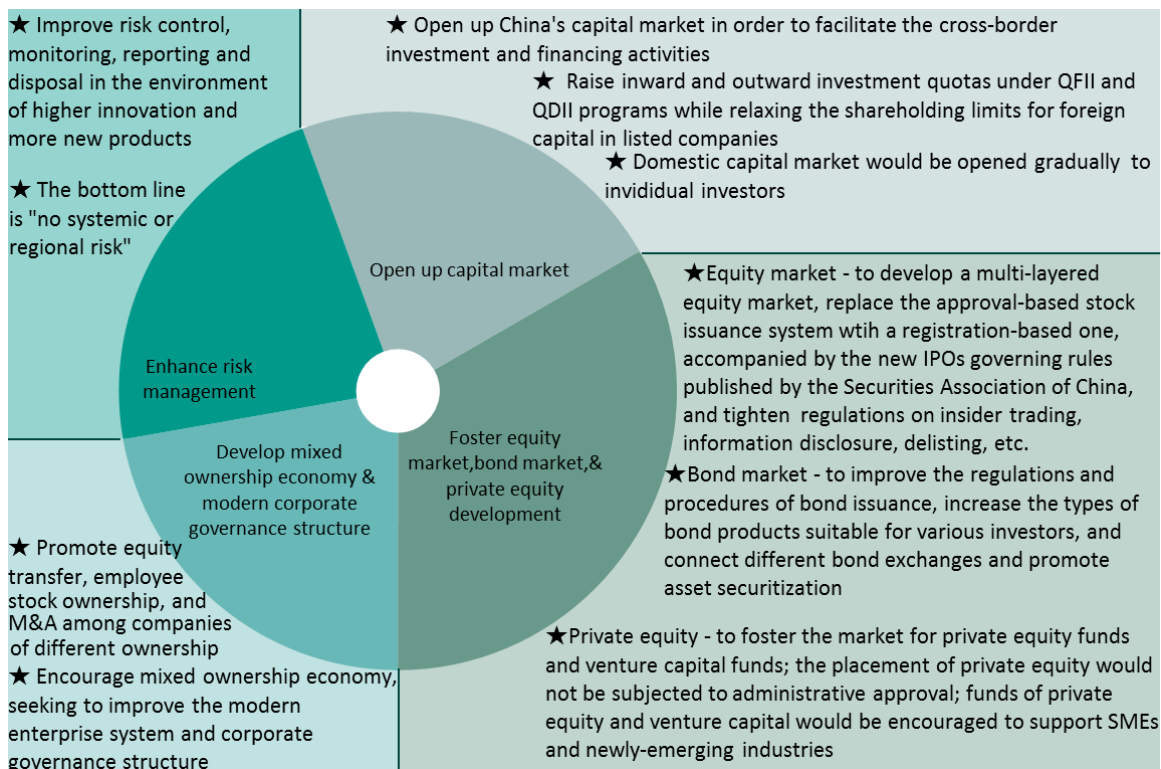 ★ Improve risk control,
monitoring, reporting and
disposal in the environment
of higher innovation and
more new products
★ The bottom line
is "no systemic or
regional risk"
★ Open up China's capital market in order to facilitate the cross-border
investment and financing activities
★ Raise inward and outward investment quotas under QFII and
QDII programs while relaxing the shareholding limits for foreign
capital in listed companies
★ Domestic capital market would be opened gradually to
invididual investors
Open up capital market
Enhance risk
management
Develop mixed
ownership economy &
modern corporate
governance structure
Foster equity
market,bond market,&
private equity
development
★Equity market - to develop a multi-layered
equity market, replace the approval-based stock
issuance system wtih a registration-based one,
accompanied by the new IPOs governing rules
published by the Securities Association of China,
and tighten regulations on insider trading,
information disclosure, delisting, etc.
★Bond market - to improve the regulations and
procedures of bond issuance, increase the types of
bond products suitable for various investors, and
connect different bond exchanges and promote
asset securitization
★Private equity - to foster the market for private equity funds
and venture capital funds; the placement of private equity would
not be subjected to administrative approval; funds of private
equity and venture capital would be encouraged to support SMEs
and newly-emerging industries
★ Promote equity
transfer, employee
stock ownership, and
M&A among companies
of different ownership
★ Encourage mixed ownership economy,
seeking to improve the modern
enterprise system and corporate
governance structure